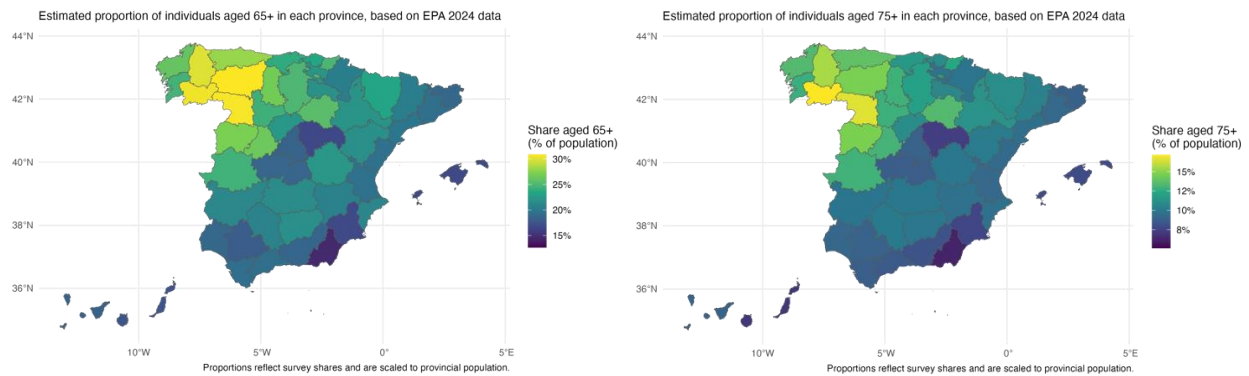 Estimated proportion of individuals aged 65+ in each province, based on EPA 2024 data
44°N
42°N
40°N
38°N
36°N
10°W
5°W
0°
5°E
Share aged 65+
(% of population)
30%
25%
20%
15%
Proportions reflect survey shares and are scaled to provincial population.
Estimated proportion of individuals aged 75+ in each province, based on EPA 2024 data
44°N
42°N
40°N
38°N
36°N
10°W
5°W
0°
5°E
Share aged 75+
(% of population)
15%
12%
10%
8%
Proportions reflect survey shares and are scaled to provincial population.